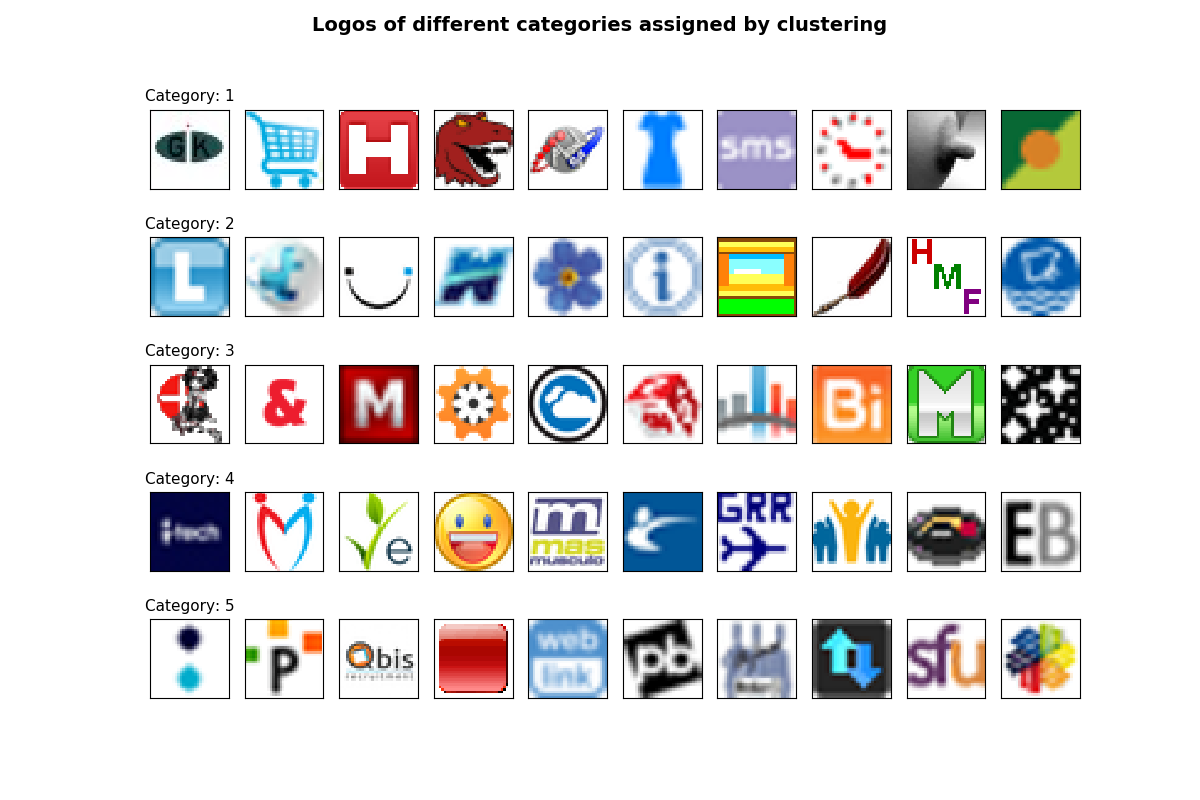 Logos of different categories assigned by clustering
Category: 1
GK
H
sms
Category: 2
L
i
H
M
F
Category: 3
&
M
Bi
M
Category: 4
i-tech
e
m
mas
musculo
GRR
EB
Category: 5
p
Qbis
recruitment
web
link
pb
sfu